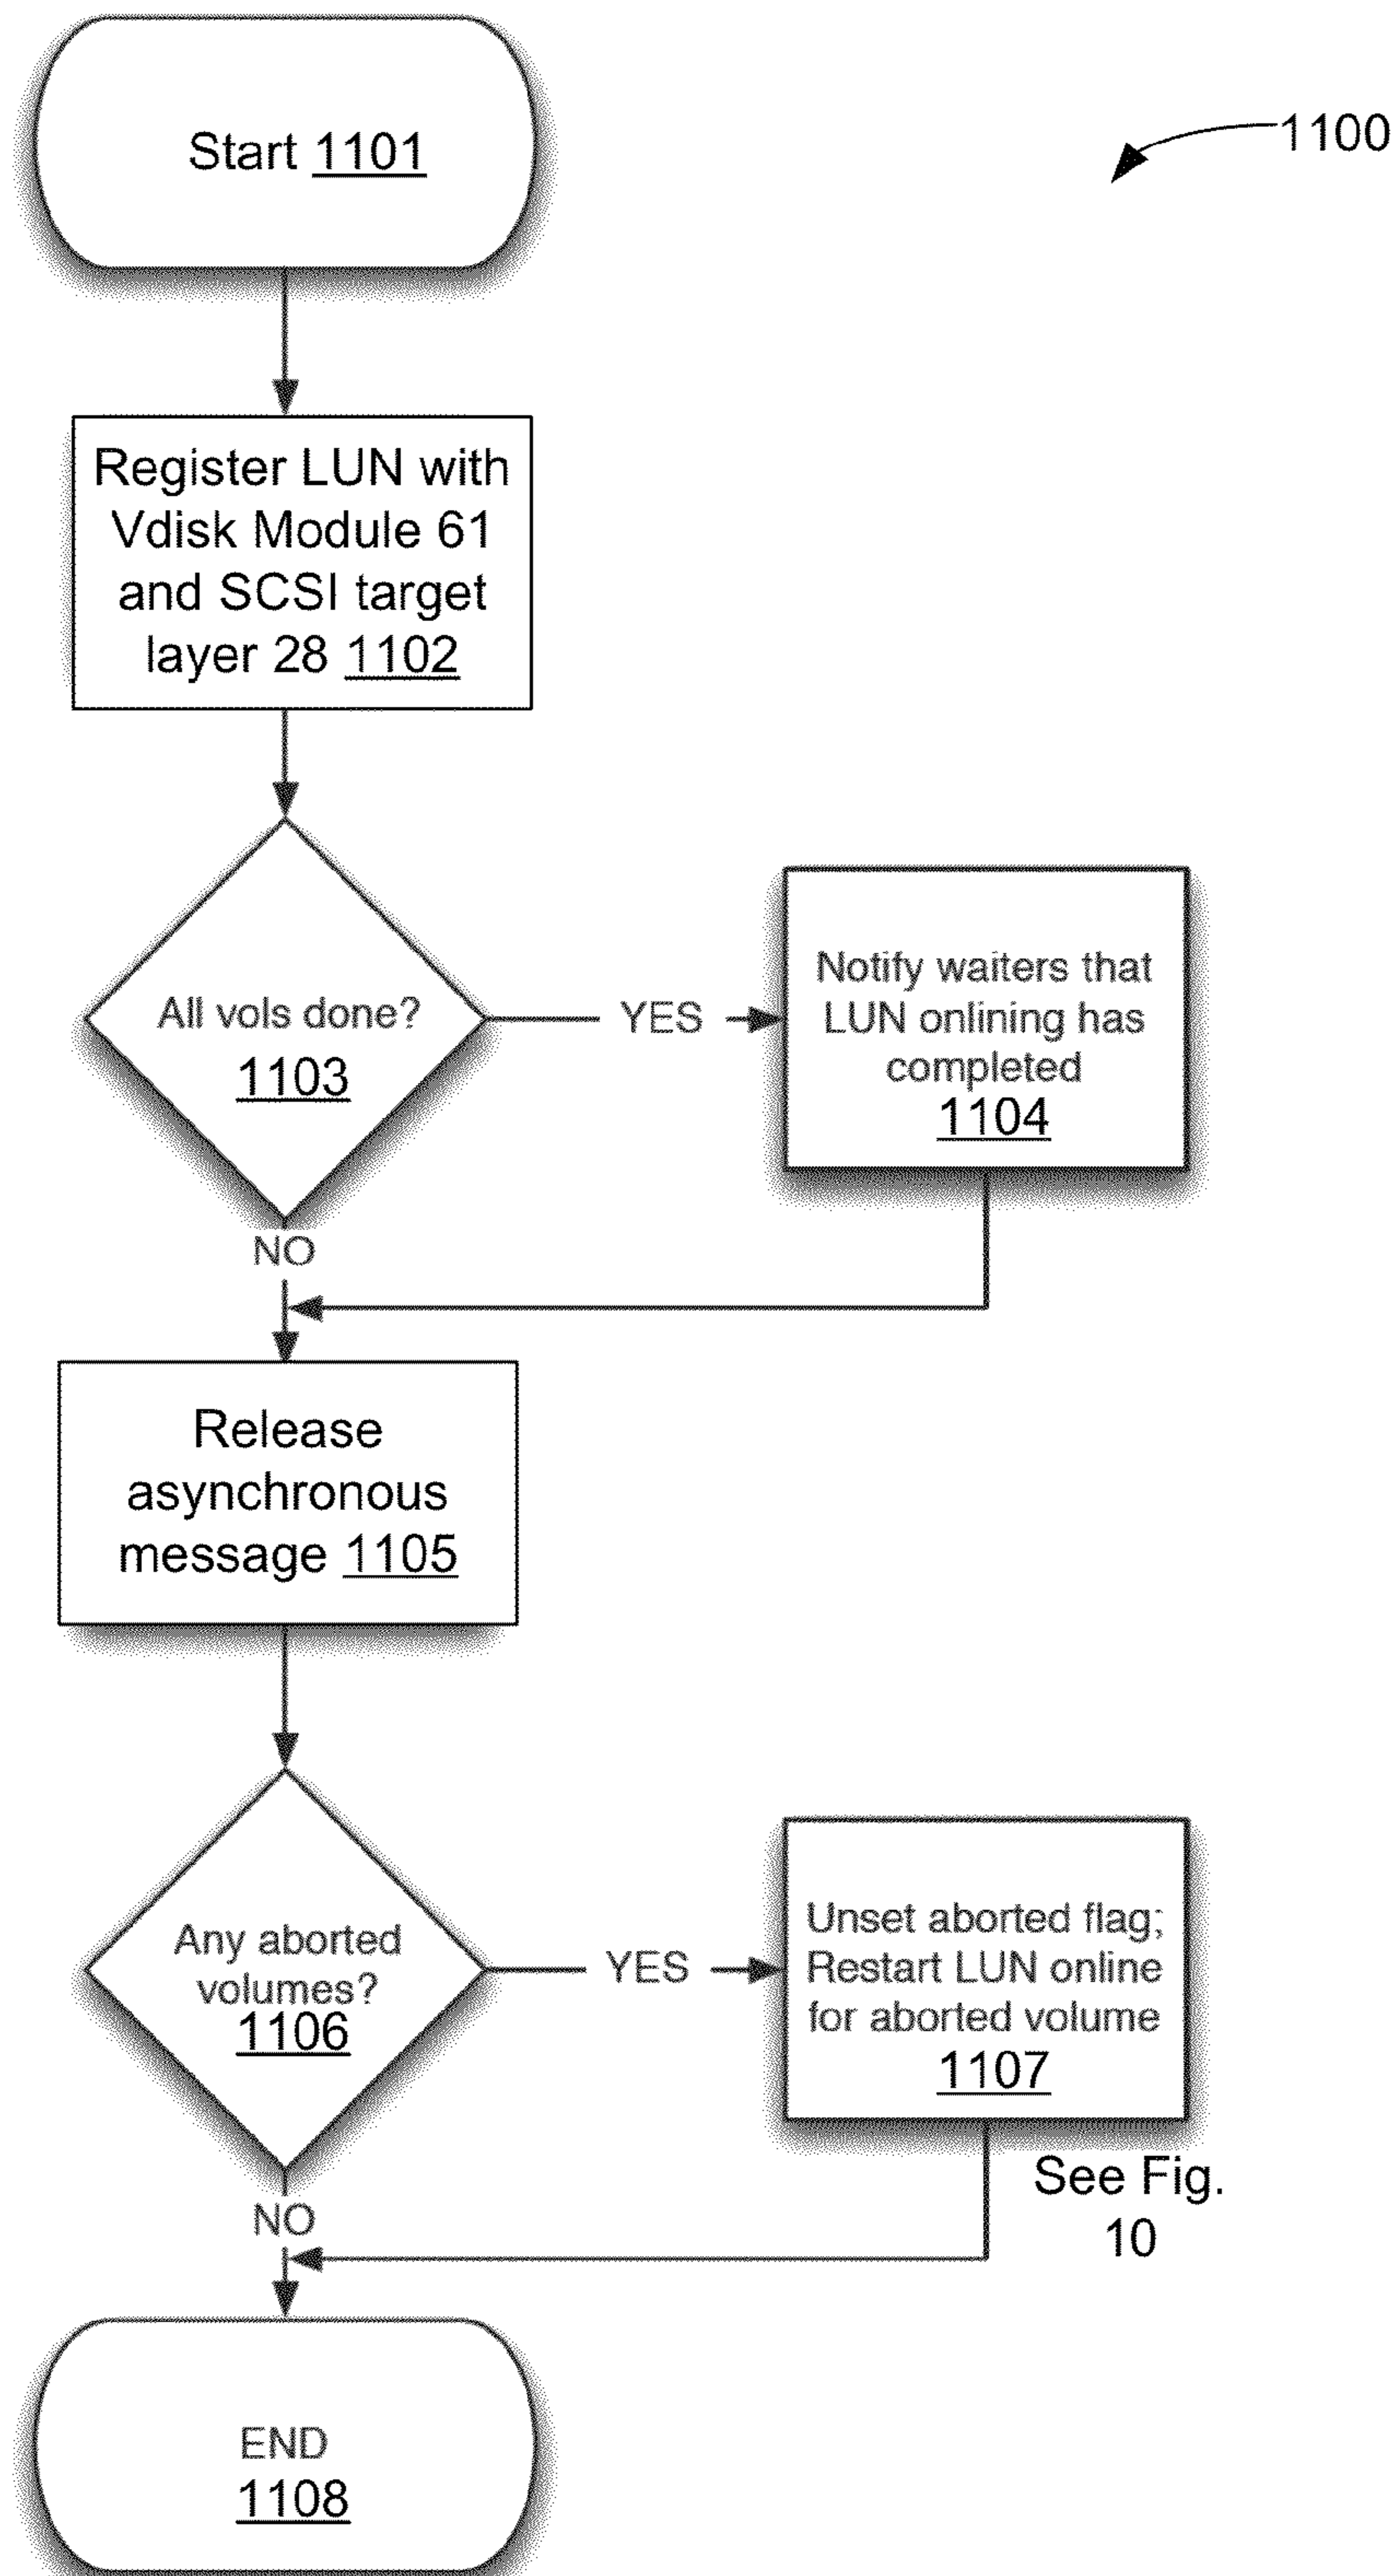 Start 1101
1100
Register LUN with
Vdisk Module 61
and SCSI target
layer 28 1102
All vols done?
1103
YES
Notify waiters that
LUN onlining has
completed
1104
NO
Release
asynchronous
message 1105
Any aborted
volumes?
1106
YES
Unset aborted flag;
Restart LUN online
for aborted volume
1107
See Fig.
10
NO
END
1108